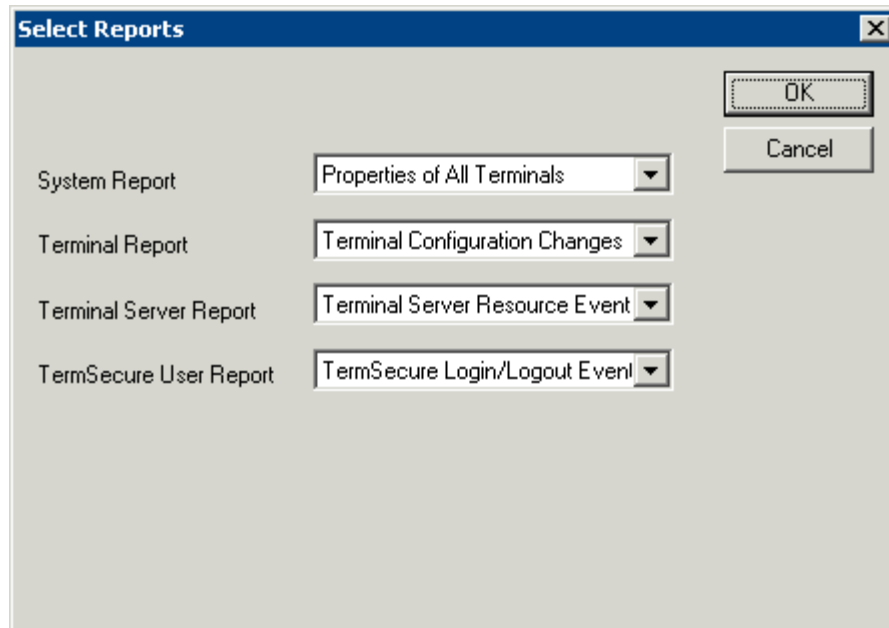 Select Reports
OK
Cancel
System Report
Properties of All Terminals
Terminal Report
Terminal Configuration Changes
Terminal Server Report
Terminal Server Resource Event
TermSecure User Report
TermSecure Login/Logout Event